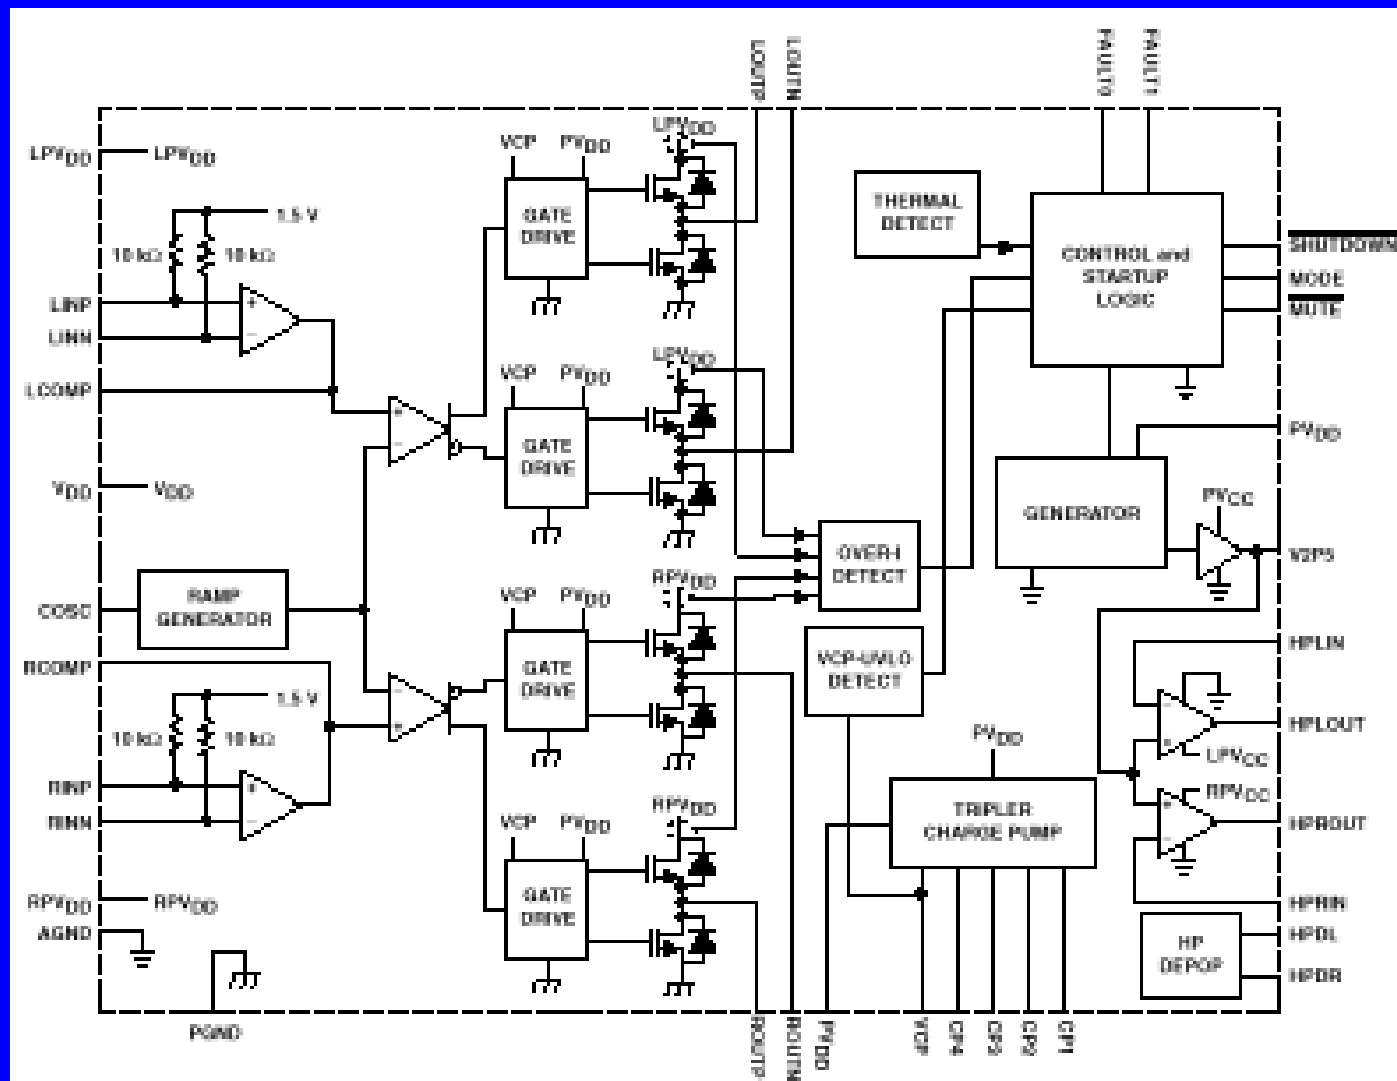 LOUTP
LOUTN
FAULT0
FAULT1
LPVDD
LPVDD
1.5 V
10 kΩ
10 kΩ
LINP
LINN
LCOMP
VDD
VDD
COSC
RAMP
GENERATOR
RCOMP
1.5 V
10 kΩ
10 kΩ
RINP
RINN
RPVDD
RPVDD
AGND
PGND
VCP
PVDD
LPVDD
GATE
DRIVE
VCP
PVDD
LPVDD
GATE
DRIVE
VCP
PVDD
RPVDD
GATE
DRIVE
VCP
PVDD
RPVDD
GATE
DRIVE
THERMAL
DETECT
CONTROL and
STARTUP
LOGIC
SHUTDOWN
MODE
MUTE
PVDD
GENERATOR
PVCC
V2P5
OVER-I
DETECT
VCP-UVLO
DETECT
PVDD
TRIPLER
CHARGE PUMP
HPLIN
HPLOUT
LPVCC
RPVCC
HPROUT
HPRIN
HP
DEPOP
HPDL
HPDR
ROUTP
ROUTN
PVDD
VCP
CP4
CP3
CP2
CP1